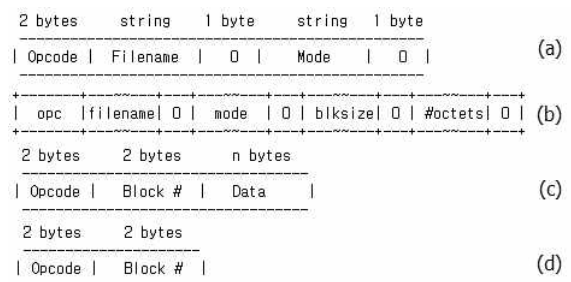 2 bytes string 1 byte string 1 byte
------------------------------------------------
| Opcode | Filename | 0 | Mode | 0 | (a)
------------------------------------------------
+-------+---~~---+---+---~~---+---+---~~---+---+---~~---+---+
| opc |filename| 0 | mode | 0 | blksize| 0 | #octets| 0 | (b)
+-------+---~~---+---+---~~---+---+---~~---+---+---~~---+---+
2 bytes 2 bytes n bytes
----------------------------------
| Opcode | Block # | Data | (c)
----------------------------------
2 bytes 2 bytes
---------------------
| Opcode | Block # | (d)